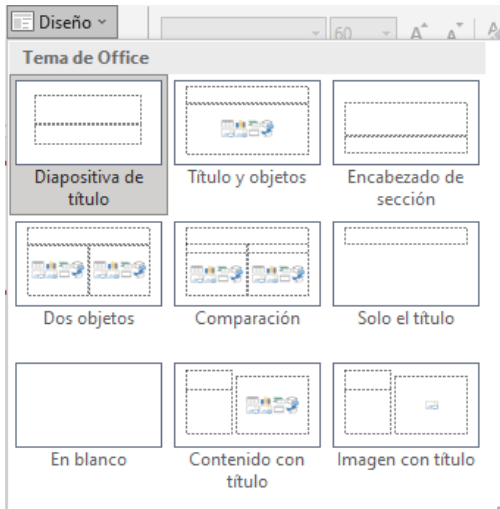 Diseño
60
Tema de Office
Diapositiva de
título
Título y objetos
Encabezado de
sección
Dos objetos
Comparación
Solo el título
En blanco
Contenido con
título
Imagen con título